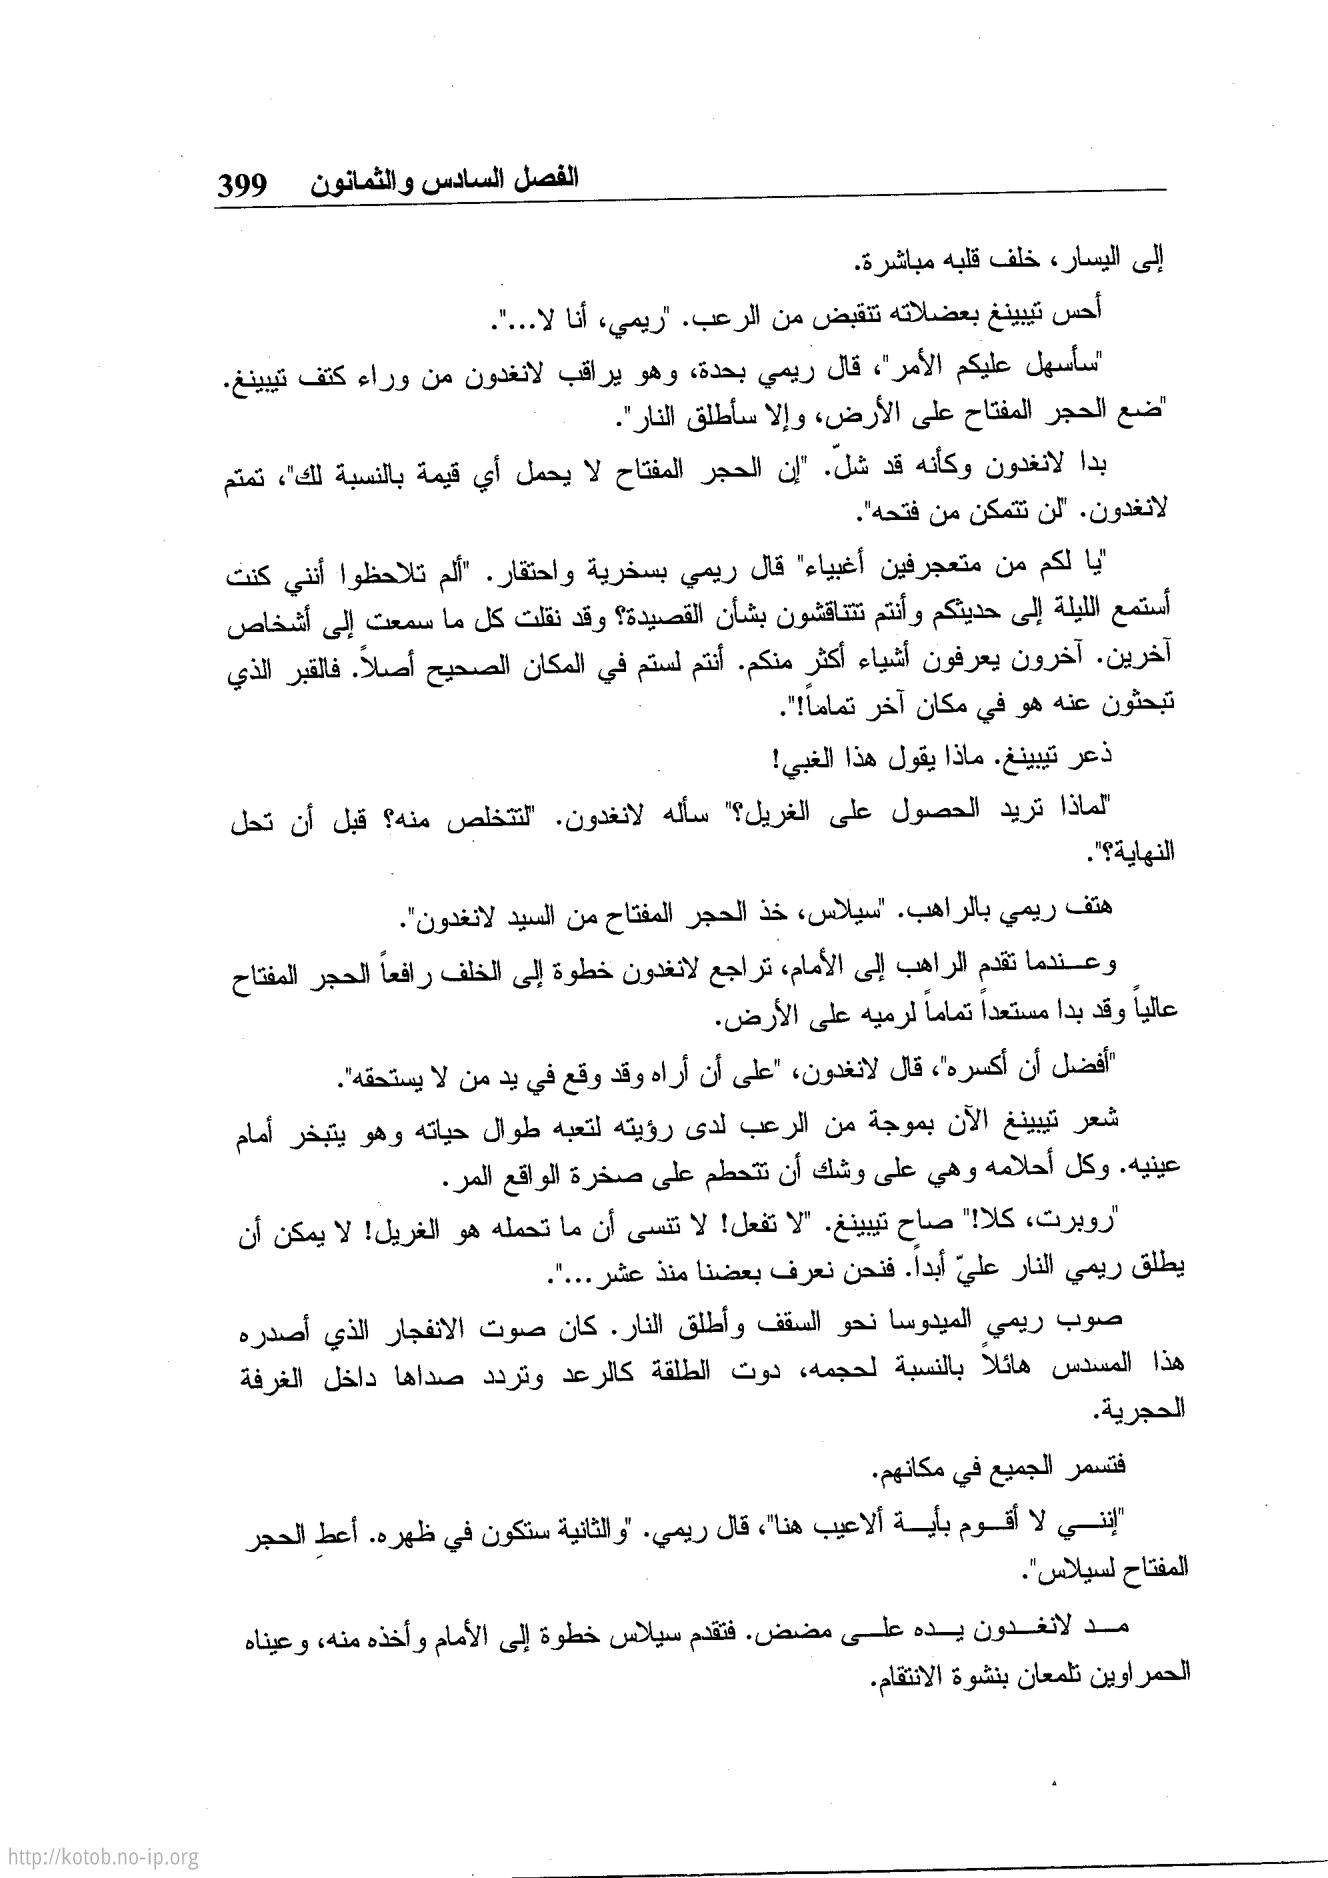 الفصل السادس والثمانون 399
إلى اليسار، خلف قلبه مباشرة.
أحس تيبينغ بعضلاته تتقبض من الرعب. "ريمي، أنا لا...".
"سأسهل عليكم الأمر"، قال ريمي بحدة، وهو يراقب لانغدون من وراء كتف تيبينغ.
"ضع الحجر المفتاح على الأرض، وإلا سأطلق النار".
بدا لانغدون وكأنه قد شلّ. "إن الحجر المفتاح لا يحمل أي قيمة بالنسبة لك"، تمتم
لانغدون. "لن تتمكن من فتحه".
"يا لكم من متعجرفين أغبياء" قال ريمي بسخرية واحتقار. "ألم تلاحظوا أنني كنت
أستمع الليلة إلى حديثكم وأنتم تتناقشون بشأن القصيدة؟ وقد نقلت كل ما سمعت إلى أشخاص
آخرين. آخرون يعرفون أشياء أكثر منكم. أنتم لستم في المكان الصحيح أصلاً. فالقبر الذي
تبحثون عنه هو في مكان آخر تماماً!".
ذعر تيبينغ. ماذا يقول هذا الغبي!
"لماذا تريد الحصول على الغريل؟" سأله لانغدون. "لتتخلص منه؟ قبل أن تحل
النهاية؟".
هتف ريمي بالراهب. "سيلاس، خذ الحجر المفتاح من السيد لانغدون".
وعـــندما تقدم الراهب إلى الأمام، تراجع لانغدون خطوة إلى الخلف رافعاً الحجر المفتاح
عالياً وقد بدا مستعداً تماماً لرميه على الأرض.
"أفضل أن أكسره"، قال لانغدون، "على أن أراه وقد وقع في يد من لا يستحقه".
شعر تيبينغ الآن بموجة من الرعب لدى رؤيته لتعبه طوال حياته وهو يتبخر أمام
عينيه. وكل أحلامه وهي على وشك أن تتحطم على صخرة الواقع المر.
"روبرت، كلا!" صاح تيبينغ. "لا تفعل! لا تنسى أن ما تحمله هو الغريل! لا يمكن أن
يطلق ريمي النار عليّ أبداً. فنحن نعرف بعضنا منذ عشر...".
صوب ريمي الميدوسا نحو السقف وأطلق النار. كان صوت الانفجار الذي أصدره
هذا المسدس هائلاً بالنسبة لحجمه، دوت الطلقة كالرعد وتردد صداها داخل الغرفة
الحجرية.
فتسمر الجميع في مكانهم.
"إننـــي لا أقـــوم بأيـــة ألاعيب هنا"، قال ريمي. "والثانية ستكون في ظهره. أعطِ الحجر
المفتاح لسيلاس".
مـــد لانغـــدون يـــده علـــى مضض. فتقدم سيلاس خطوة إلى الأمام وأخذه منه، وعيناه
الحمراوين تلمعان بنشوة الانتقام.
http://kotob.no-ip.org